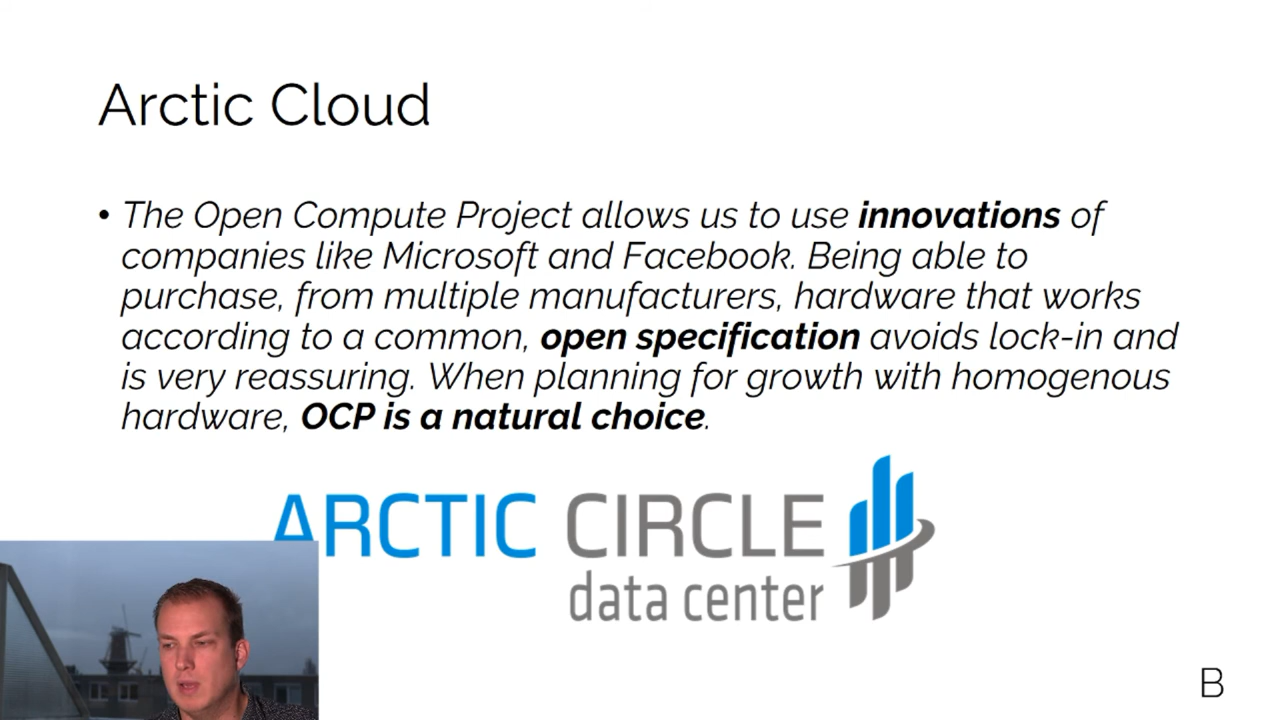 Arctic Cloud
• The Open Compute Project allows us to use innovations of
companies like Microsoft and Facebook. Being able to
purchase, from multiple manufacturers, hardware that works
according to a common, open specification avoids lock-in and
is very reassuring. When planning for growth with homogenous
hardware, OCP is a natural choice.
ARCTIC CIRCLE
data center
B